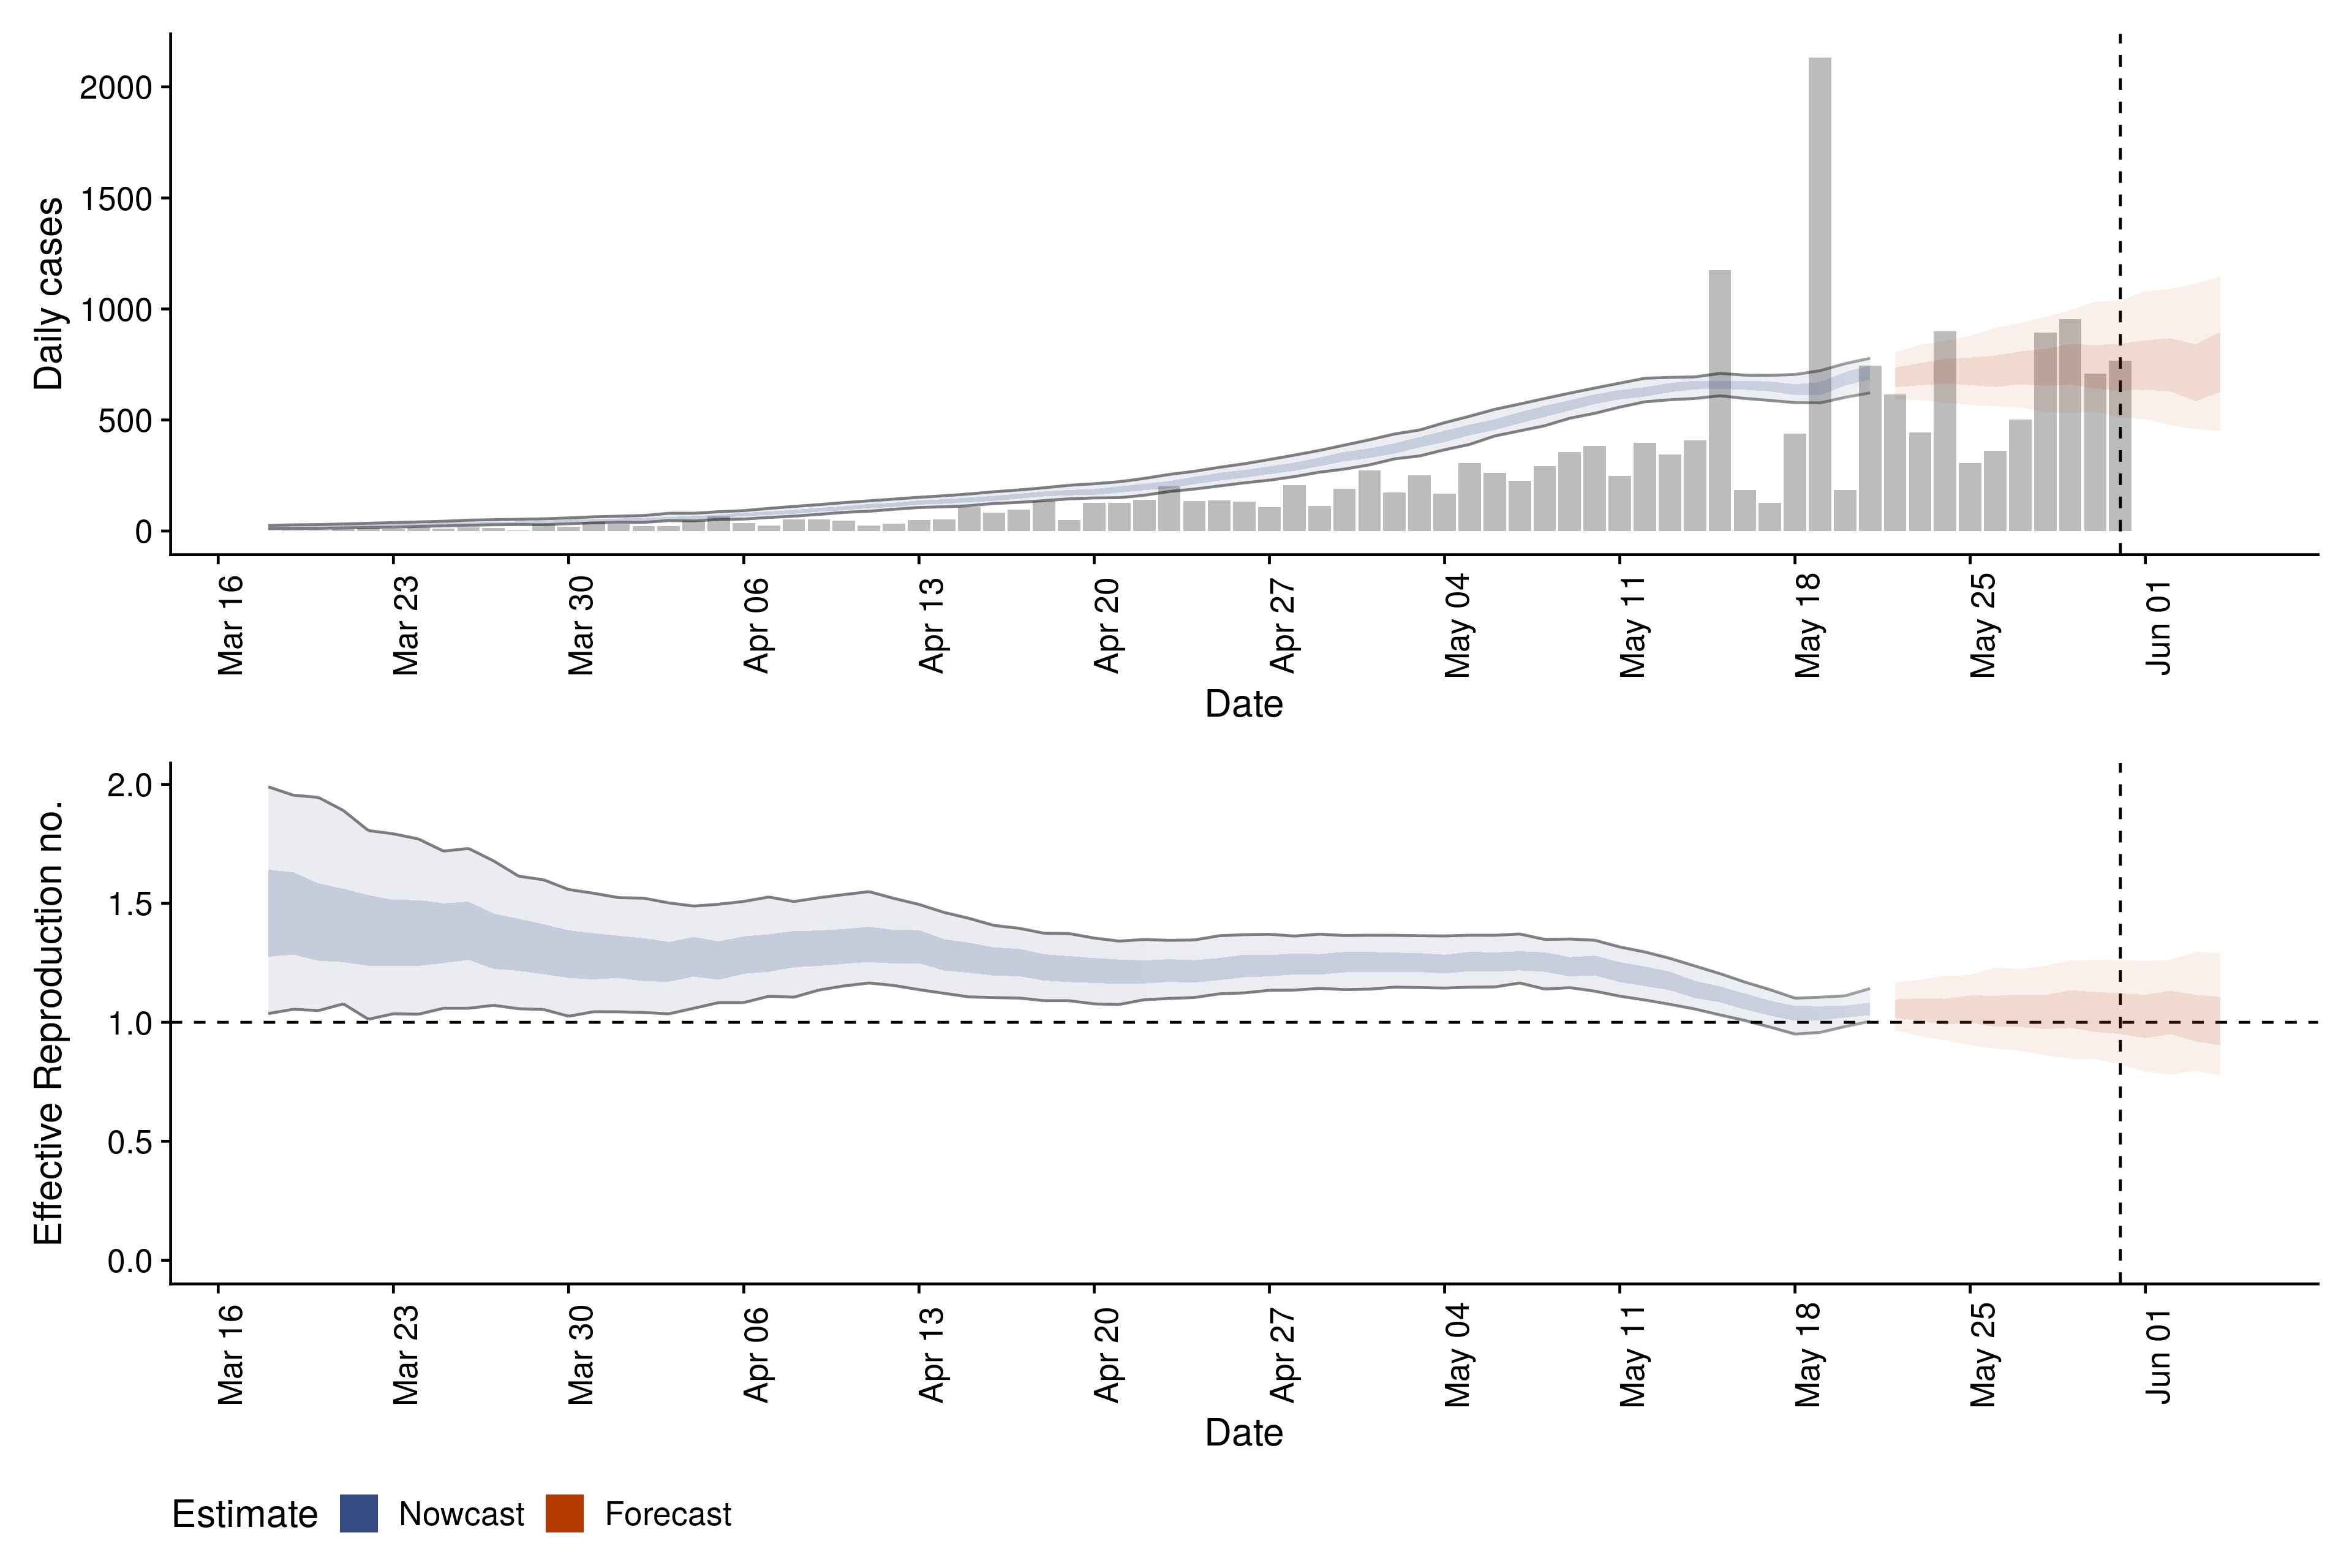 Daily cases
2000
1500
1000
500
0
Mar 16
Mar 23
Mar 30
Apr 06
Apr 13
Apr 20
Apr 27
May 04
May 11
May 18
May 25
Jun 01
Date
Effective Reproduction no.
2.0
1.5
1.0
0.5
0.0
Mar 16
Mar 23
Mar 30
Apr 06
Apr 13
Apr 20
Apr 27
May 04
May 11
May 18
May 25
Jun 01
Date
Estimate Nowcast Forecast